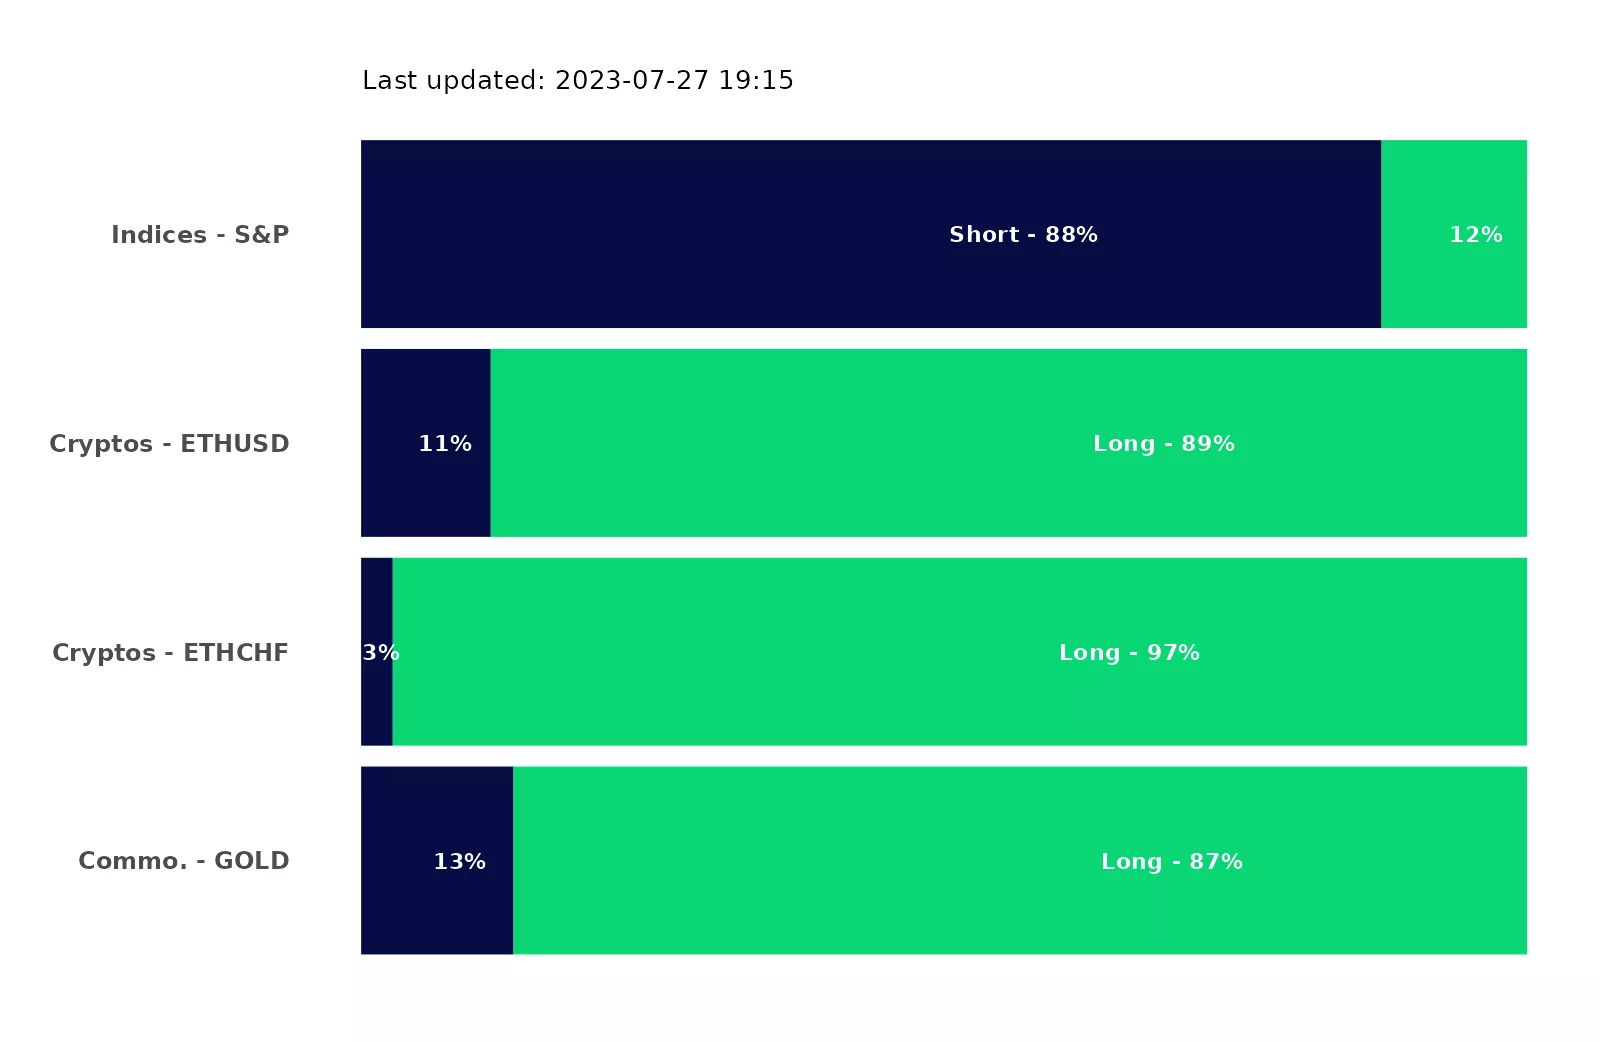 Last updated: 2023-07-27 19:15
Indices - S&P
Short - 88%
12%
Cryptos - ETHUSD
11%
Long - 89%
Cryptos - ETHCHF
3%
Long - 97%
Commo. - GOLD
13%
Long - 87%